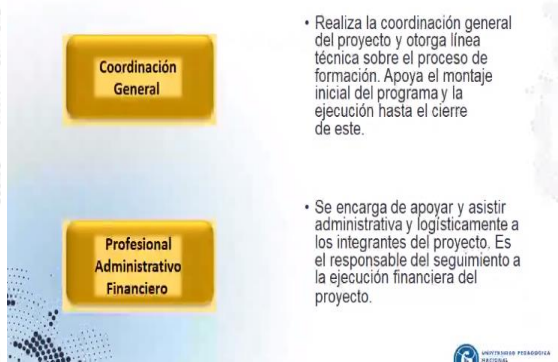 Coordinación
General
• Realiza la coordinación general
del proyecto y otorga línea
técnica sobre el proceso de
formación. Apoya el montaje
inicial del programa y la
ejecución hasta el cierre
de este.
Profesional
Administrativo
Financiero
• Se encarga de apoyar y asistir
administrativa y logísticamente a
los integrantes del proyecto. Es
el responsable del seguimiento a
la ejecución financiera del
proyecto.
UNIVERSIDAD PEDAGOGICA
NACIONAL